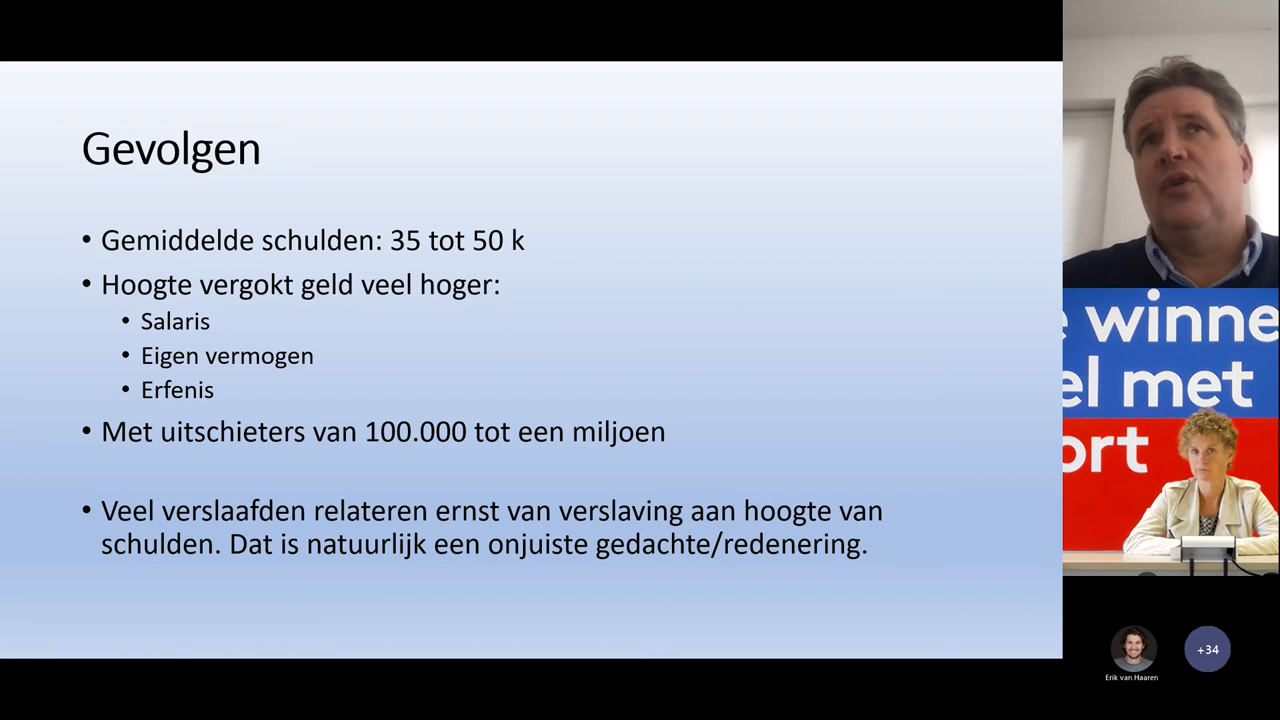 Gevolgen
• Gemiddelde schulden: 35 tot 50 k
• Hoogte vergokt geld veel hoger:
• Salaris
• Eigen vermogen
• Erfenis
• Met uitschieters van 100.000 tot een miljoen
• Veel verslaafden relateren ernst van verslaving aan hoogte van
schulden. Dat is natuurlijk een onjuiste gedachte/redenering.
e winne
el met
ort
Erik van Haaren
+34